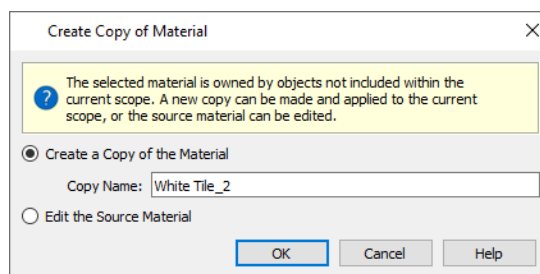 Create Copy of Material
The selected material is owned by objects not included within the
current scope. A new copy can be made and applied to the current
scope, or the source material can be edited.
Create a Copy of the Material
Copy Name: White Tile_2
Edit the Source Material
OK Cancel Help